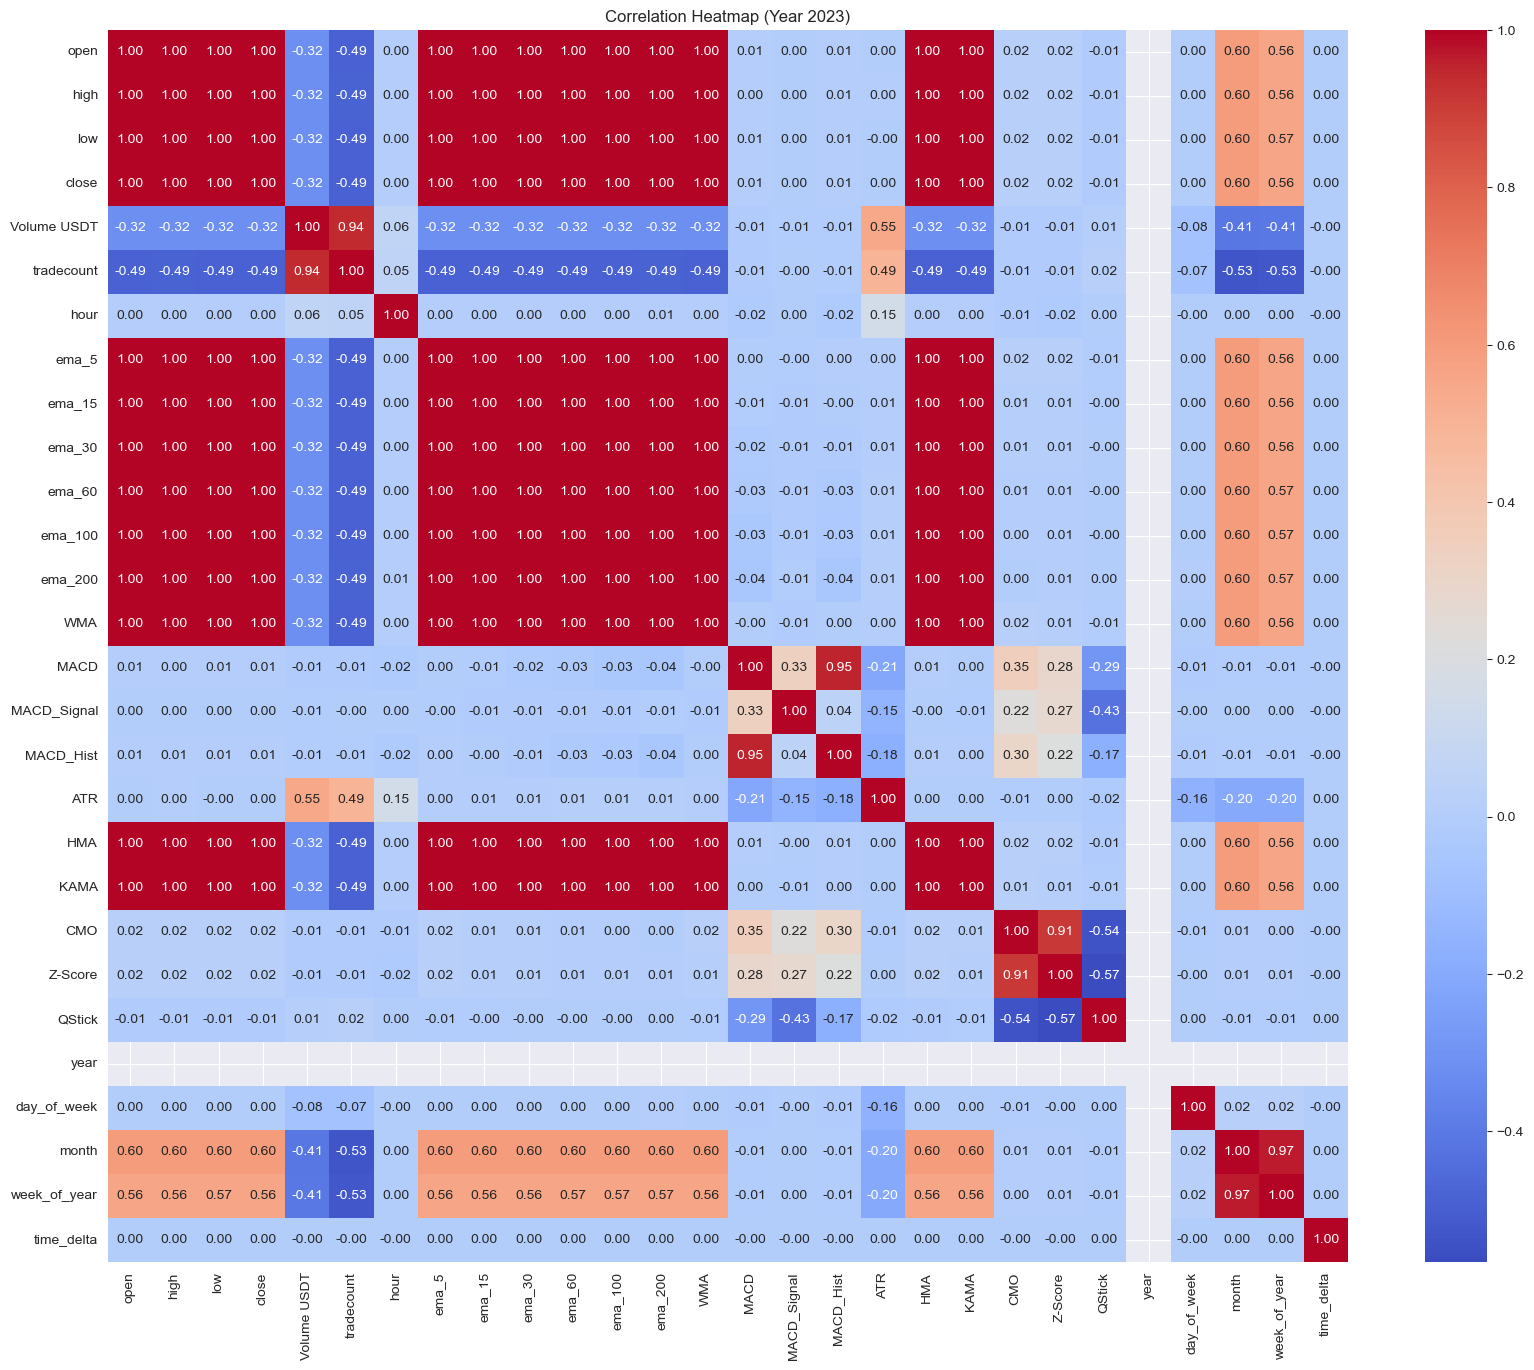 Correlation Heatmap (Year 2023)
open 1.00 1.00 1.00 1.00 -0.32 -0.49 0.00 1.00 1.00 1.00 1.00 1.00 1.00 1.00 0.01 0.00 0.01 0.00 1.00 1.00 0.02 0.02 -0.01 0.00 0.60 0.56 0.00
high 1.00 1.00 1.00 1.00 -0.32 -0.49 0.00 1.00 1.00 1.00 1.00 1.00 1.00 1.00 0.00 0.00 0.01 0.00 1.00 1.00 0.02 0.02 -0.01 0.00 0.60 0.56 0.00
low 1.00 1.00 1.00 1.00 -0.32 -0.49 0.00 1.00 1.00 1.00 1.00 1.00 1.00 1.00 0.01 0.00 0.01 -0.00 1.00 1.00 0.02 0.02 -0.01 0.00 0.60 0.57 0.00
close 1.00 1.00 1.00 1.00 -0.32 -0.49 0.00 1.00 1.00 1.00 1.00 1.00 1.00 1.00 0.01 0.00 0.01 0.00 1.00 1.00 0.02 0.02 -0.01 0.00 0.60 0.56 0.00
Volume USDT -0.32 -0.32 -0.32 -0.32 1.00 0.94 0.06 -0.32 -0.32 -0.32 -0.32 -0.32 -0.32 -0.32 -0.01 -0.01 -0.01 0.55 -0.32 -0.32 -0.01 -0.01 0.01 -0.08 -0.41 -0.41 -0.00
tradecount -0.49 -0.49 -0.49 -0.49 0.94 1.00 0.05 -0.49 -0.49 -0.49 -0.49 -0.49 -0.49 -0.49 -0.01 -0.00 -0.01 0.49 -0.49 -0.49 -0.01 -0.01 0.02 -0.07 -0.53 -0.53 -0.00
hour 0.00 0.00 0.00 0.00 0.06 0.05 1.00 0.00 0.00 0.00 0.00 0.00 0.01 0.00 -0.02 0.00 -0.02 0.15 0.00 0.00 -0.01 -0.02 0.00 -0.00 0.00 0.00 -0.00
ema_5 1.00 1.00 1.00 1.00 -0.32 -0.49 0.00 1.00 1.00 1.00 1.00 1.00 1.00 1.00 0.00 -0.00 0.00 0.00 1.00 1.00 0.02 0.02 -0.01 0.00 0.60 0.56 0.00
ema_15 1.00 1.00 1.00 1.00 -0.32 -0.49 0.00 1.00 1.00 1.00 1.00 1.00 1.00 1.00 -0.01 -0.01 -0.00 0.01 1.00 1.00 0.01 0.01 -0.00 0.00 0.60 0.56 0.00
ema_30 1.00 1.00 1.00 1.00 -0.32 -0.49 0.00 1.00 1.00 1.00 1.00 1.00 1.00 1.00 -0.02 -0.01 -0.01 0.01 1.00 1.00 0.01 0.01 -0.00 0.00 0.60 0.56 0.00
ema_60 1.00 1.00 1.00 1.00 -0.32 -0.49 0.00 1.00 1.00 1.00 1.00 1.00 1.00 1.00 -0.03 -0.01 -0.03 0.01 1.00 1.00 0.01 0.01 -0.00 0.00 0.60 0.57 0.00
ema_100 1.00 1.00 1.00 1.00 -0.32 -0.49 0.00 1.00 1.00 1.00 1.00 1.00 1.00 1.00 -0.03 -0.01 -0.03 0.01 1.00 1.00 0.00 0.01 -0.00 0.00 0.60 0.57 0.00
ema_200 1.00 1.00 1.00 1.00 -0.32 -0.49 0.01 1.00 1.00 1.00 1.00 1.00 1.00 1.00 -0.04 -0.01 -0.04 0.01 1.00 1.00 0.00 0.01 0.00 0.00 0.60 0.57 0.00
WMA 1.00 1.00 1.00 1.00 -0.32 -0.49 0.00 1.00 1.00 1.00 1.00 1.00 1.00 1.00 -0.00 -0.01 0.00 0.00 1.00 1.00 0.02 0.01 -0.01 0.00 0.60 0.56 0.00
MACD 0.01 0.00 0.01 0.01 -0.01 -0.01 -0.02 0.00 -0.01 -0.02 -0.03 -0.03 -0.04 -0.00 1.00 0.33 0.95 -0.21 0.01 0.00 0.35 0.28 -0.29 -0.01 -0.01 -0.01 -0.00
MACD_Signal 0.00 0.00 0.00 0.00 -0.01 -0.00 0.00 -0.00 -0.01 -0.01 -0.01 -0.01 -0.01 -0.01 0.33 1.00 0.04 -0.15 -0.00 -0.01 0.22 0.27 -0.43 -0.00 0.00 0.00 -0.00
MACD_Hist 0.01 0.01 0.01 0.01 -0.01 -0.01 -0.02 0.00 -0.00 -0.01 -0.03 -0.03 -0.04 0.00 0.95 0.04 1.00 -0.18 0.01 0.00 0.30 0.22 -0.17 -0.01 -0.01 -0.01 -0.00
ATR 0.00 0.00 -0.00 0.00 0.55 0.49 0.15 0.00 0.01 0.01 0.01 0.01 0.01 0.00 -0.21 -0.15 -0.18 1.00 0.00 0.00 -0.01 0.00 -0.02 -0.16 -0.20 -0.20 0.00
HMA 1.00 1.00 1.00 1.00 -0.32 -0.49 0.00 1.00 1.00 1.00 1.00 1.00 1.00 1.00 0.01 -0.00 0.01 0.00 1.00 1.00 0.02 0.02 -0.01 0.00 0.60 0.56 0.00
KAMA 1.00 1.00 1.00 1.00 -0.32 -0.49 0.00 1.00 1.00 1.00 1.00 1.00 1.00 1.00 0.00 -0.01 0.00 0.00 1.00 1.00 0.01 0.01 -0.01 0.00 0.60 0.56 0.00
CMO 0.02 0.02 0.02 0.02 -0.01 -0.01 -0.01 0.02 0.01 0.01 0.01 0.00 0.00 0.02 0.35 0.22 0.30 -0.01 0.02 0.01 1.00 0.91 -0.54 -0.01 0.01 0.00 -0.00
Z-Score 0.02 0.02 0.02 0.02 -0.01 -0.01 -0.02 0.02 0.01 0.01 0.01 0.01 0.01 0.01 0.28 0.27 0.22 0.00 0.02 0.01 0.91 1.00 -0.57 -0.00 0.01 0.01 -0.00
QStick -0.01 -0.01 -0.01 -0.01 0.01 0.02 0.00 -0.01 -0.00 -0.00 -0.00 -0.00 0.00 -0.01 -0.29 -0.43 -0.17 -0.02 -0.01 -0.01 -0.54 -0.57 1.00 0.00 -0.01 -0.01 0.00
year
day_of_week 0.00 0.00 0.00 0.00 -0.08 -0.07 -0.00 0.00 0.00 0.00 0.00 0.00 0.00 0.00 -0.01 -0.00 -0.01 -0.16 0.00 0.00 -0.01 -0.00 0.00 1.00 0.02 0.02 -0.00
month 0.60 0.60 0.60 0.60 -0.41 -0.53 0.00 0.60 0.60 0.60 0.60 0.60 0.60 0.60 -0.01 0.00 -0.01 -0.20 0.60 0.60 0.01 0.01 -0.01 0.02 1.00 0.97 0.00
week_of_year 0.56 0.56 0.57 0.56 -0.41 -0.53 0.00 0.56 0.56 0.56 0.57 0.57 0.57 0.56 -0.01 0.00 -0.01 -0.20 0.56 0.56 0.00 0.01 -0.01 0.02 0.97 1.00 0.00
time_delta 0.00 0.00 0.00 0.00 -0.00 -0.00 -0.00 0.00 0.00 0.00 0.00 0.00 0.00 0.00 -0.00 -0.00 -0.00 0.00 0.00 0.00 -0.00 -0.00 0.00 -0.00 0.00 0.00 1.00
open high low close Volume USDT tradecount hour ema_5 ema_15 ema_30 ema_60 ema_100 ema_200 WMA MACD MACD_Signal MACD_Hist ATR HMA KAMA CMO Z-Score QStick year day_of_week month week_of_year time_delta
1.0
0.8
0.6
0.4
0.2
0.0
−0.2
−0.4